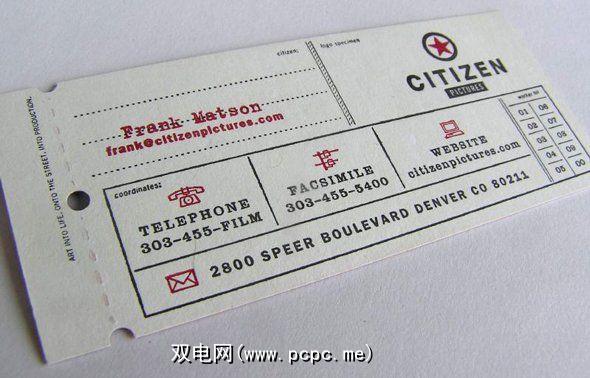 ART INTO LIFE, ONTO THE STREET, INTO PRODUCTION.
citizen:
Frank Matson
frank@citizenpictures.com
logo specimen
CITIZEN
PICTURES
coordinates:
TELEPHONE
303-455-FILM
FACSIMILE
303-455-5400
WEBSITE
citizenpictures.com
2800 SPEER BOULEVARD DENVER CO 80211
01 06
02 07
03 08
04 09
05 00
双电网(www.pcpc.me)